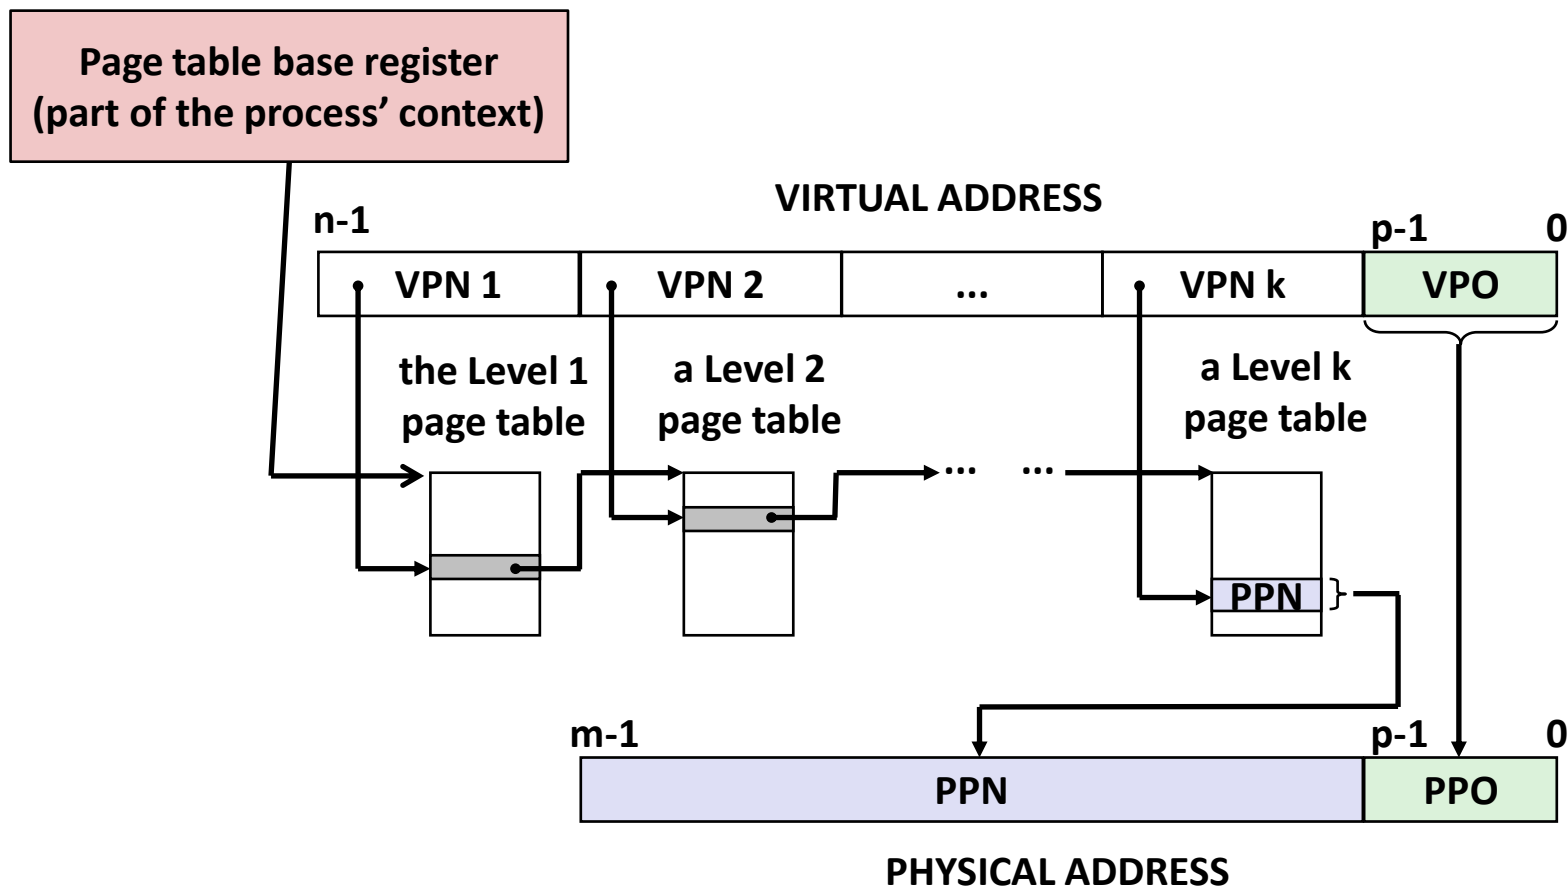 Page table base register
(part of the process’ context)
VIRTUAL ADDRESS
n-1
p-1
0
VPN 1
VPN 2
...
VPN k
VPO
the Level 1
page table
a Level 2
page table
a Level k
page table
...
...
PPN
m-1
p-1
0
PPN
PPO
PHYSICAL ADDRESS